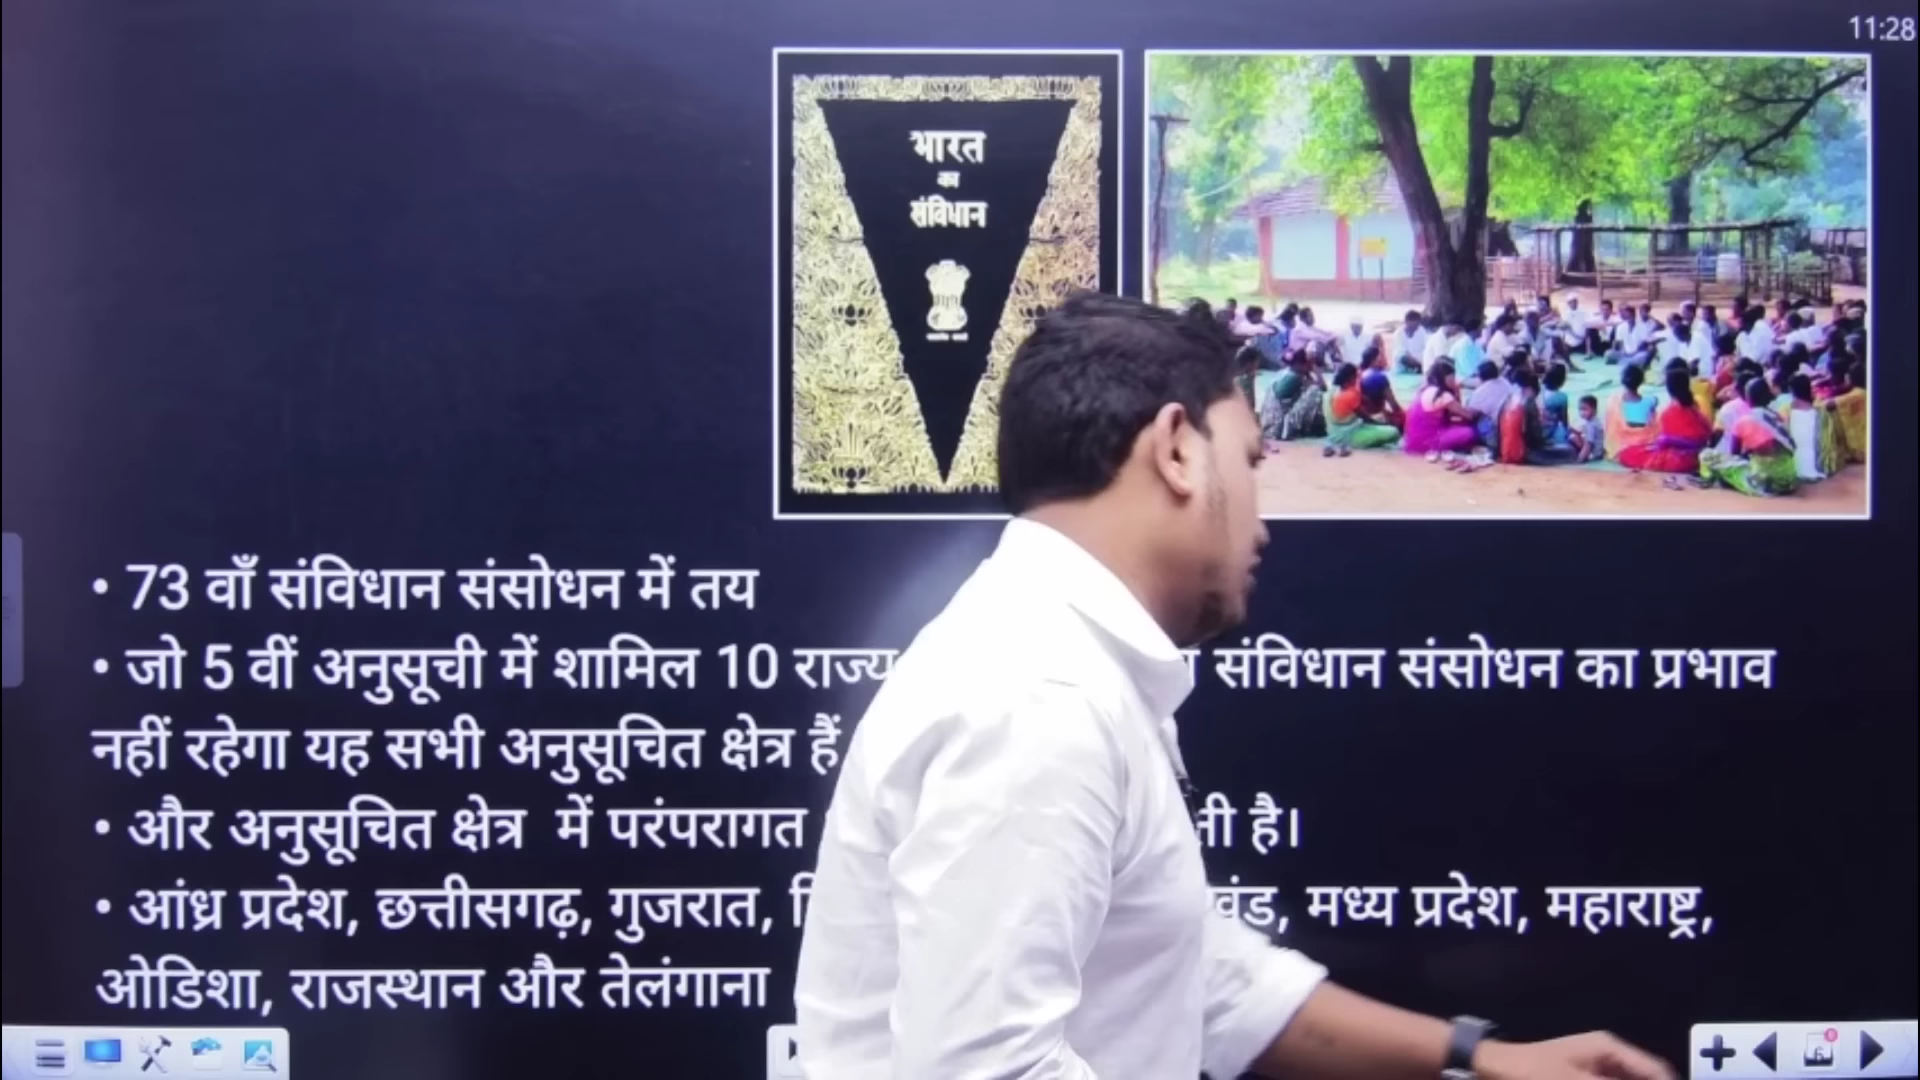 11:28
भारत
का
संविधान
• 73 वाँ संविधान संसोधन में तय
• जो 5 वीं अनुसूची में शामिल 10 राज्य संविधान संसोधन का प्रभाव
नहीं रहेगा यह सभी अनुसूचित क्षेत्र हैं
• और अनुसूचित क्षेत्र में परंपरागत है।
• आंध्र प्रदेश, छत्तीसगढ़, गुजरात, मध्य प्रदेश, महाराष्ट्र,
ओडिशा, राजस्थान और तेलंगाना